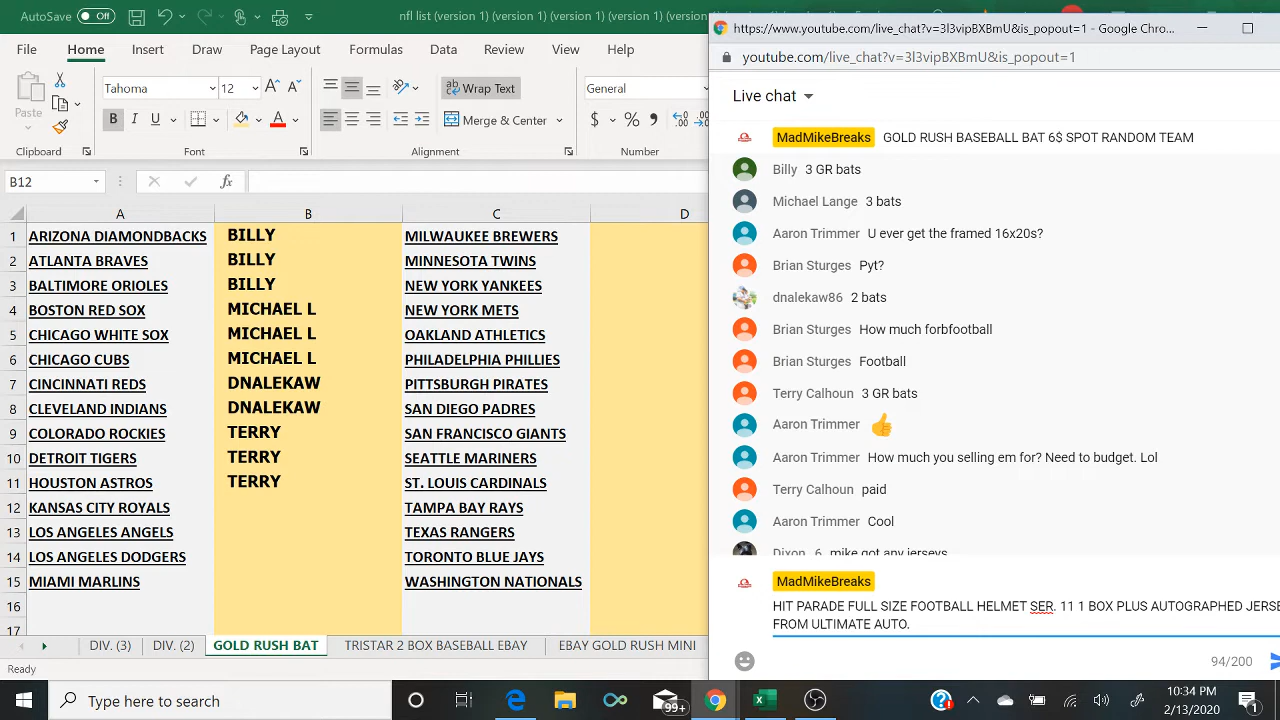 AutoSave Off
nfl list (version 1) (version 1) (version 1) (version 1)
https://www.youtube.com/live_chat?v=3l3vipBXBmU&is_popout=1 - Google Chro...
File Home Insert Draw Page Layout Formulas Data Review View Help
youtube.com/live_chat?v=3l3vipBXBmU&is_popout=1
Paste
Tahoma 12
B I U A
Wrap Text
Merge & Center
General
$ %
Clipboard Font Alignment Number
B12 fx
A B C D
1 ARIZONA DIAMONDBACKS BILLY MILWAUKEE BREWERS
2 ATLANTA BRAVES BILLY MINNESOTA TWINS
3 BALTIMORE ORIOLES BILLY NEW YORK YANKEES
4 BOSTON RED SOX MICHAEL L NEW YORK METS
5 CHICAGO WHITE SOX MICHAEL L OAKLAND ATHLETICS
6 CHICAGO CUBS MICHAEL L PHILADELPHIA PHILLIES
7 CINCINNATI REDS DNALEKAW PITTSBURGH PIRATES
8 CLEVELAND INDIANS DNALEKAW SAN DIEGO PADRES
9 COLORADO ROCKIES TERRY SAN FRANCISCO GIANTS
10 DETROIT TIGERS TERRY SEATTLE MARINERS
11 HOUSTON ASTROS TERRY ST. LOUIS CARDINALS
12 KANSAS CITY ROYALS TAMPA BAY RAYS
13 LOS ANGELES ANGELS TEXAS RANGERS
14 LOS ANGELES DODGERS TORONTO BLUE JAYS
15 MIAMI MARLINS WASHINGTON NATIONALS
16
17
DIV. (3) DIV. (2) GOLD RUSH BAT TRISTAR 2 BOX BASEBALL EBAY EBAY GOLD RUSH MINI
Ready
Live chat
MadMikeBreaks GOLD RUSH BASEBALL BAT 6$ SPOT RANDOM TEAM
Billy 3 GR bats
Michael Lange 3 bats
Aaron Trimmer U ever get the framed 16x20s?
Brian Sturges Pyt?
dnalekaw86 2 bats
Brian Sturges How much forbfootball
Brian Sturges Football
Terry Calhoun 3 GR bats
Aaron Trimmer 👍
Aaron Trimmer How much you selling em for? Need to budget. Lol
Terry Calhoun paid
Aaron Trimmer Cool
Dixon_6 mike got any jerseys
MadMikeBreaks
HIT PARADE FULL SIZE FOOTBALL HELMET SER. 11 1 BOX PLUS AUTOGRAPHED JERSE
FROM ULTIMATE AUTO.
94/200
Type here to search
99+
10:34 PM
2/13/2020
1